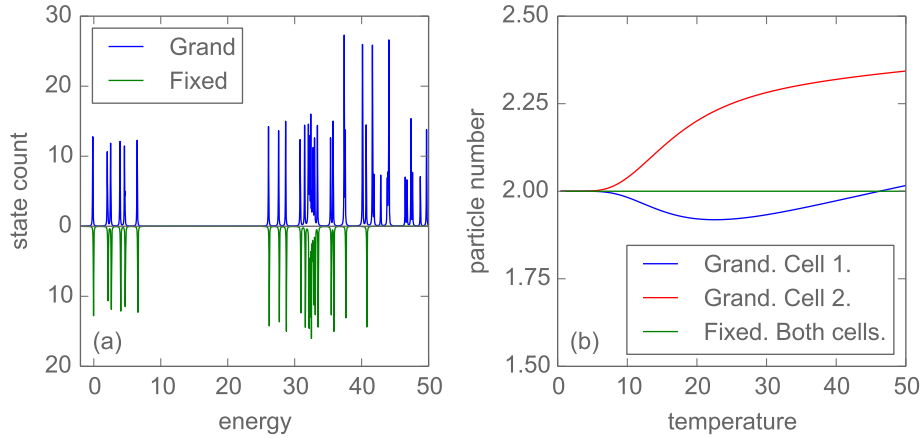 30
20
10
0
10
20
state count
Grand
Fixed
(a)
0
10
20
30
40
50
energy
2.50
2.25
2.00
1.75
1.50
particle number
Grand. Cell 1.
Grand. Cell 2.
Fixed. Both cells.
(b)
0
10
20
30
40
50
temperature